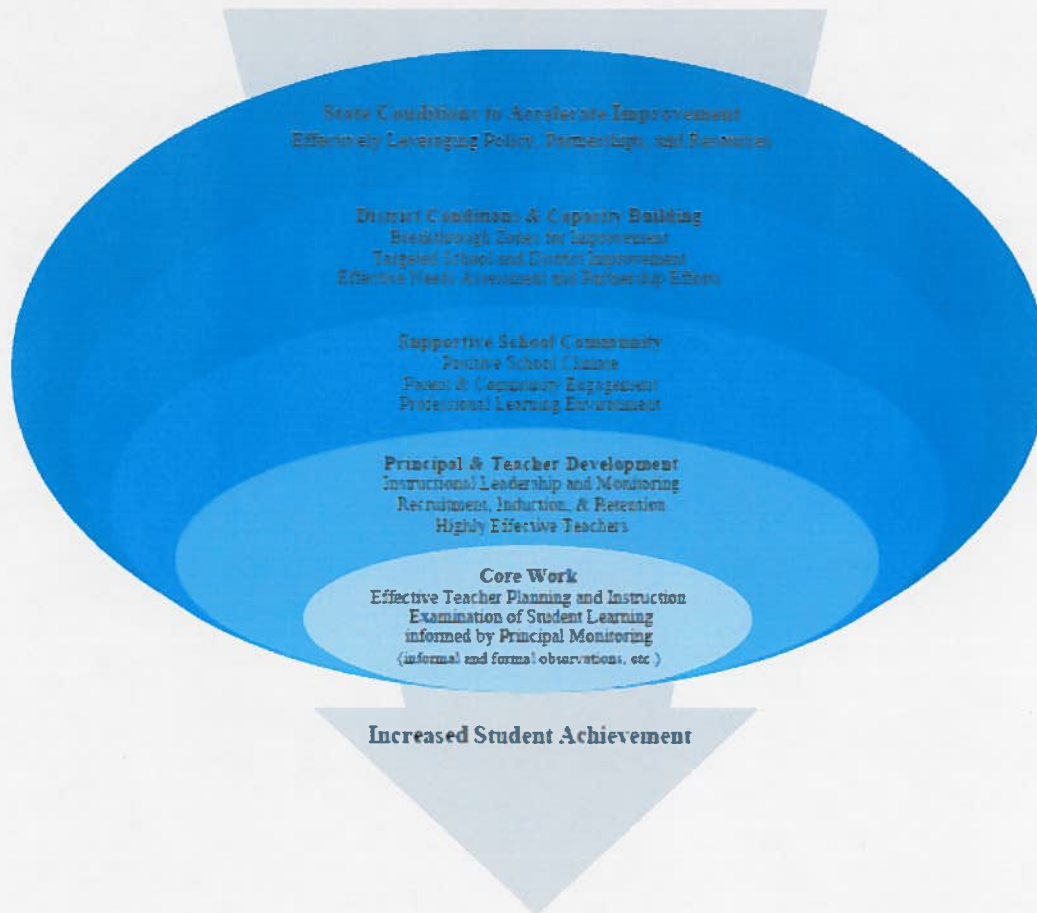 State Conditions to Accelerate Improvement
Effectively Leveraging Policy, Partnerships, and Resources
District Conditions & Capacity Building
Breakthrough Zones for Improvement
Targeted School and District Improvement
Effective Needs Assessment and Partnership Efforts
Supportive School Community
Positive School Climate
Parent & Community Engagement
Professional Learning Environment
Principal & Teacher Development
Instructional Leadership and Monitoring
Recruitment, Induction, & Retention
Highly Effective Teachers
Core Work
Effective Teacher Planning and Instruction
Examination of Student Learning
informed by Principal Monitoring
(informal and formal observations, etc.)
Increased Student Achievement